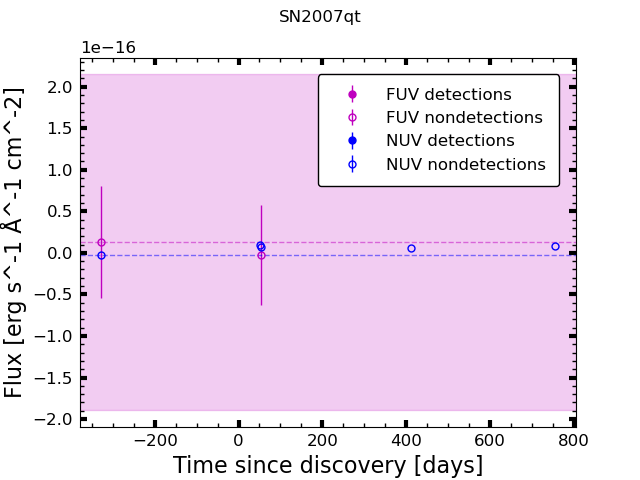 SN2007qt
1e−16
FUV detections
FUV nondetections
NUV detections
NUV nondetections
2.0
1.5
1.0
0.5
0.0
−0.5
−1.0
−1.5
−2.0
Flux [erg s^-1 Å^-1 cm^-2]
−200
0
200
400
600
800
Time since discovery [days]